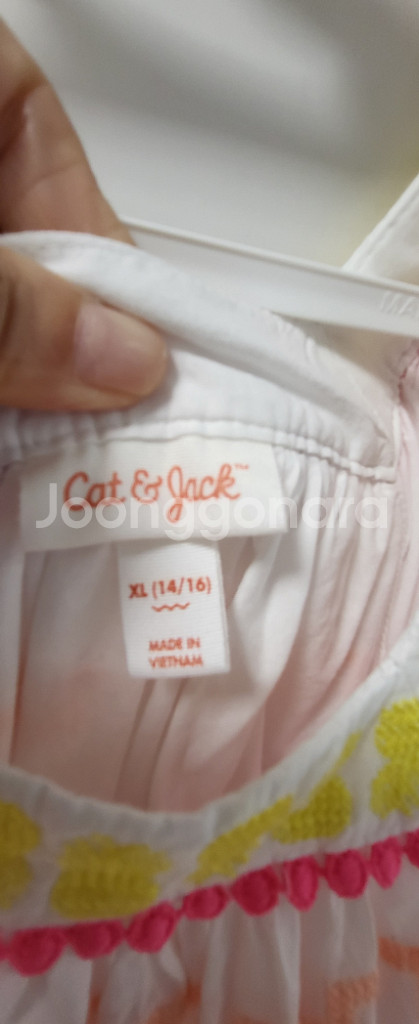 Cat & Jack™
Joonggonara
XL (14/16)
MADE IN
VIETNAM